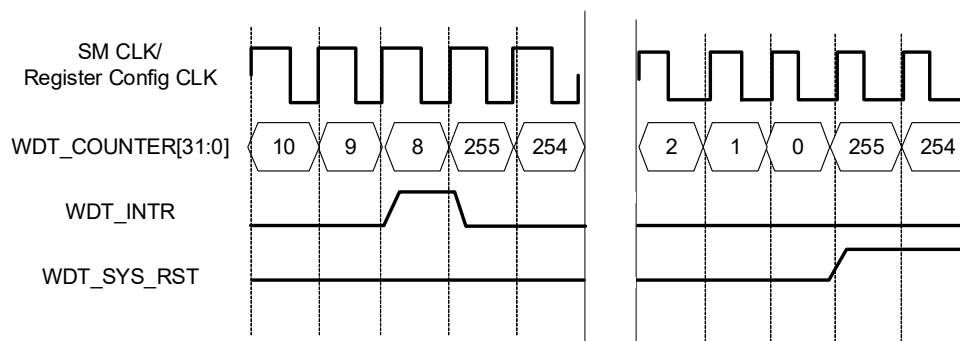 SM CLK/
Register Config CLK
WDT_COUNTER[31:0] 10 9 8 255 254 2 1 0 255 254
WDT_INTR
WDT_SYS_RST